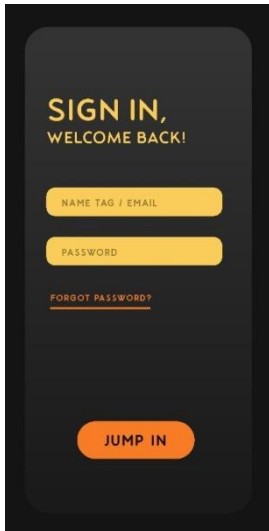 SIGN IN,
WELCOME BACK!
NAME TAG / EMAIL
PASSWORD
FORGOT PASSWORD?
JUMP IN